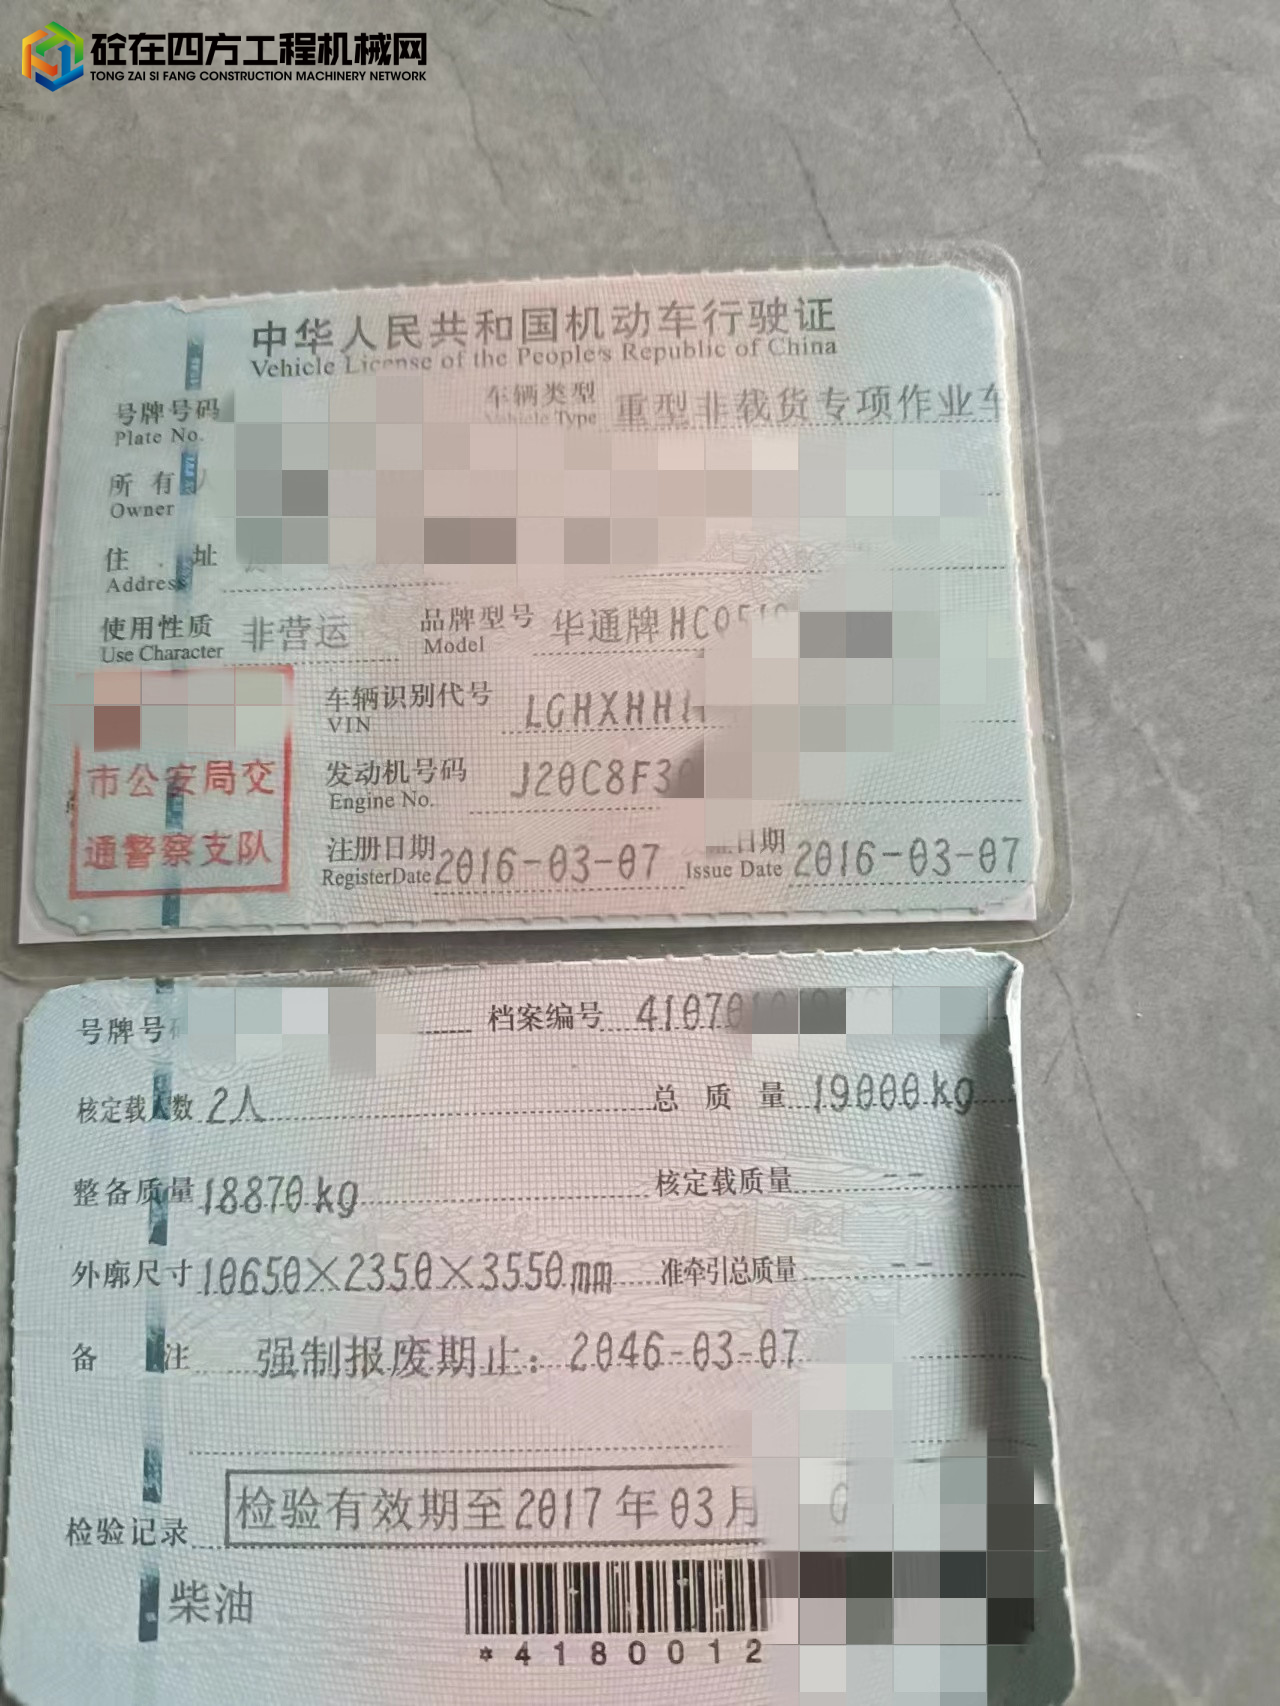 砼在四方工程机械网
TONG ZAI SI FANG CONSTRUCTION MACHINERY NETWORK
中华人民共和国机动车行驶证
Vehicle License of the People's Republic of China
号牌号码 车辆类型 重型非载货专项作业车
Plate No. Vehicle Type
所有人
Owner
住址
Address
使用性质 非营运 品牌型号 华通牌HC
Use Character Model
车辆识别代号 LGHXHH1
VIN
发动机号码 J20C8F3
Engine No.
市公安局交
通警察支队
注册日期 2016-03-07 日期 2016-03-07
RegisterDate Issue Date
号牌号 档案编号 41070
核定载人数 2人 总质量 19000kg
整备质量 18870kg 核定载质量 --
外廓尺寸 10650×2350×3550mm 准牵引总质量 --
备注 强制报废期止：2046-03-07
检验记录 检验有效期至2017年03月
柴油
*4180012